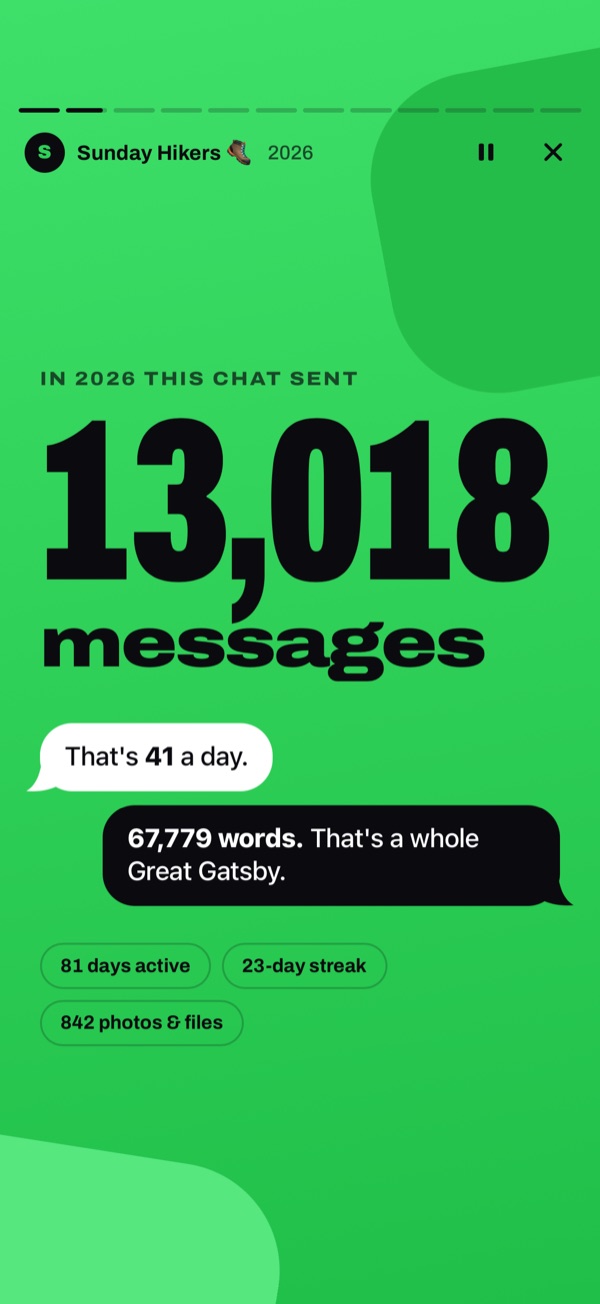 S Sunday Hikers 🥾 2026
IN 2026 THIS CHAT SENT
13,018
messages
That's 41 a day.
67,779 words. That's a whole
Great Gatsby.
81 days active 23-day streak
842 photos & files